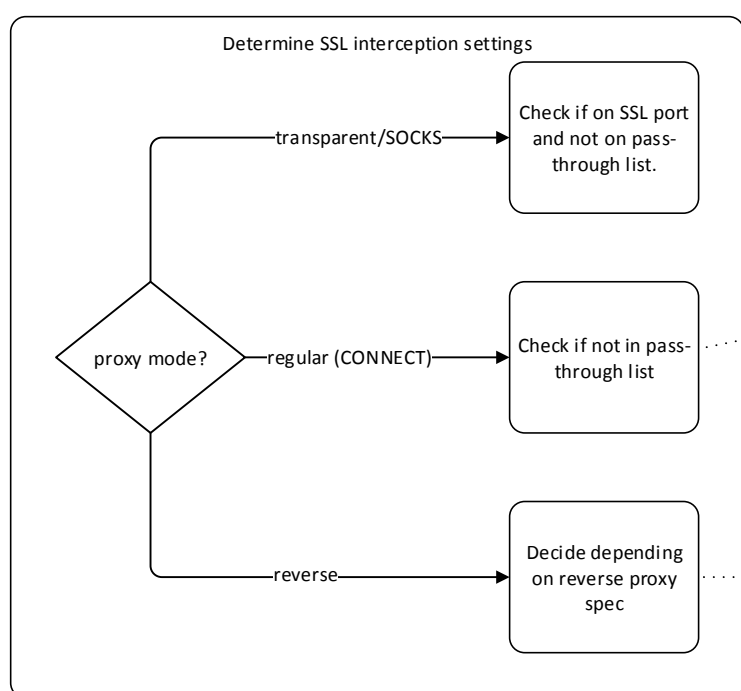 Determine SSL interception settings
Check if on SSL port
and not on pass-
through list.
transparent/SOCKS
proxy mode?
regular (CONNECT)
Check if not in pass-
through list
reverse
Decide depending
on reverse proxy
spec